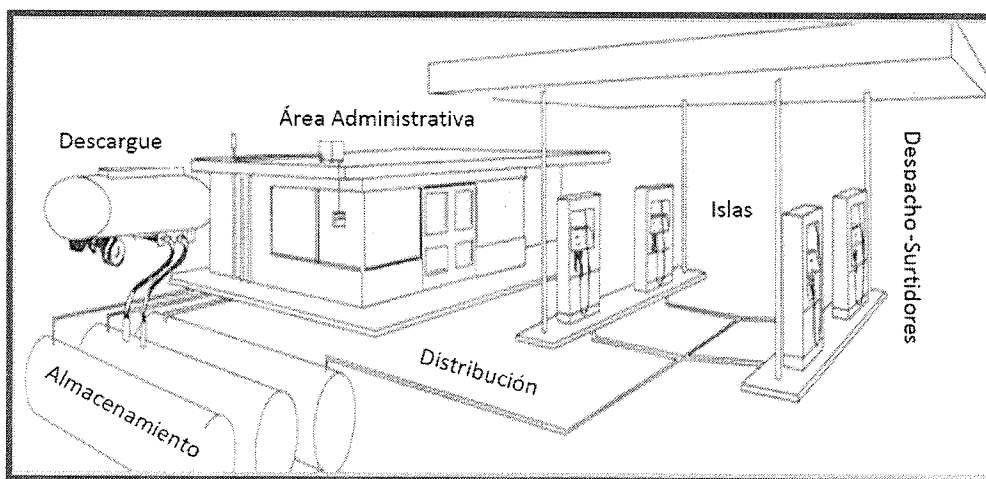 Descargue
Área Administrativa
Islas
Despacho-Surtidores
Distribución
Almacenamiento